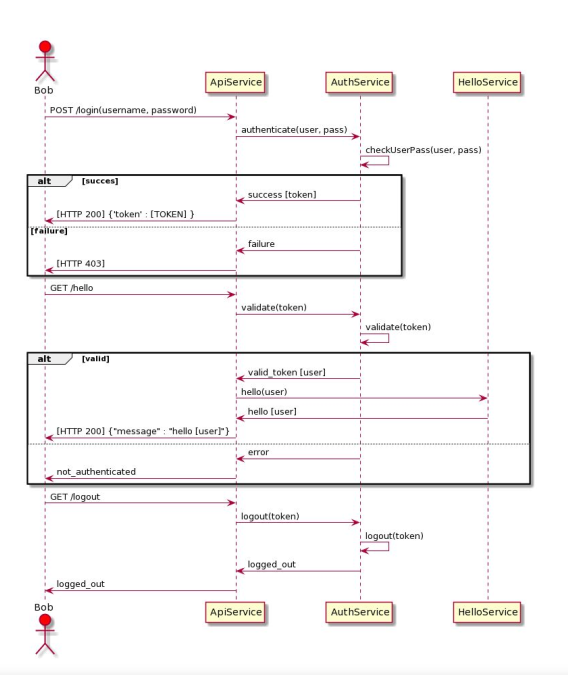 Bob
ApiService
AuthService
HelloService
POST /login(username, password)
authenticate(user, pass)
checkUserPass(user, pass)
alt
[succes]
success [token]
[HTTP 200] {'token' : [TOKEN] }
[failure]
failure
[HTTP 403]
GET /hello
validate(token)
validate(token)
alt
[valid]
valid_token [user]
hello(user)
hello [user]
[HTTP 200] {"message" : "hello [user]"}
error
not_authenticated
GET /logout
logout(token)
logout(token)
logged_out
logged_out
Bob
ApiService
AuthService
HelloService